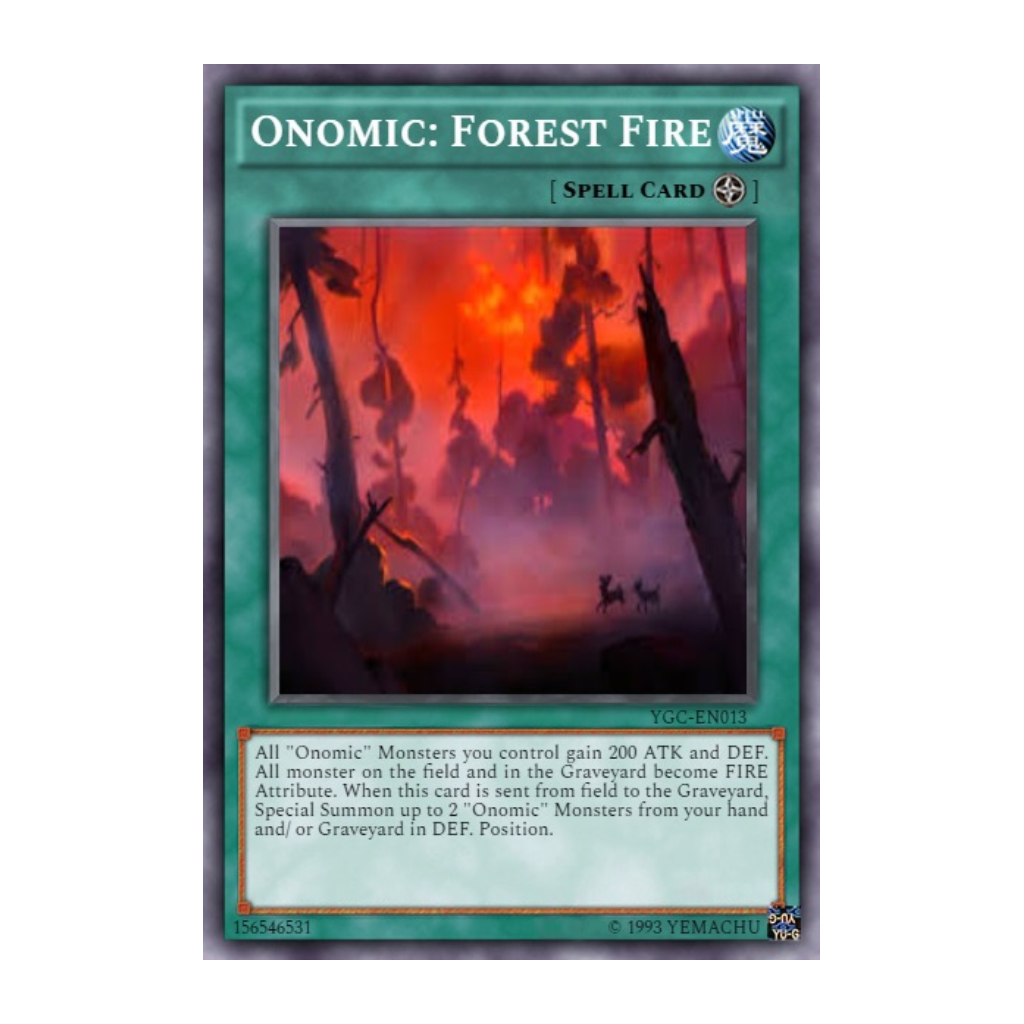 ONOMIC: FOREST FIRE 魔
[ SPELL CARD ]
YGC-EN013
All "Onomic" Monsters you control gain 200 ATK and DEF.
All monster on the field and in the Graveyard become FIRE
Attribute. When this card is sent from field to the Graveyard,
Special Summon up to 2 "Onomic" Monsters from your hand
and/ or Graveyard in DEF. Position.
156546531
© 1993 YEMACHU
YU-G
YU-G